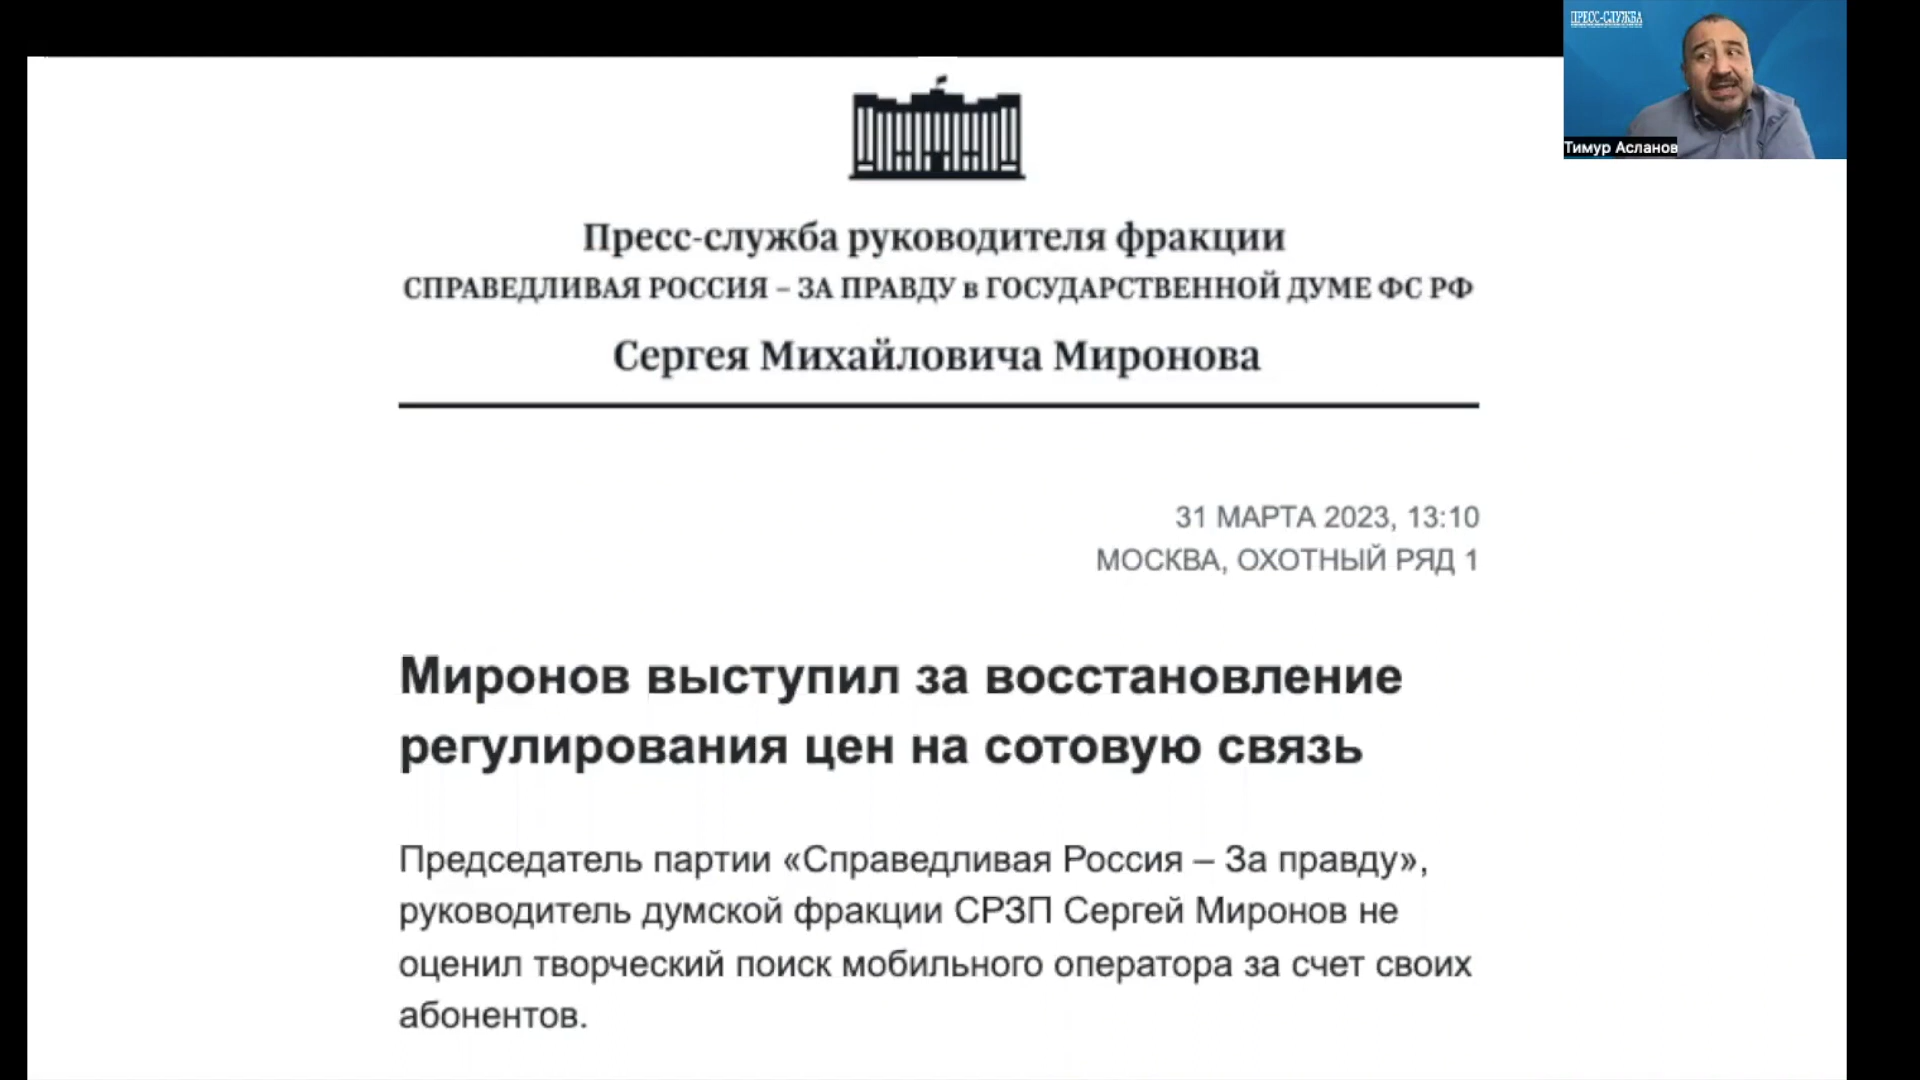 ПРЕСС-СЛУЖБА
Тимур Асланов
Пресс-служба руководителя фракции
СПРАВЕДЛИВАЯ РОССИЯ – ЗА ПРАВДУ в ГОСУДАРСТВЕННОЙ ДУМЕ ФС РФ
Сергея Михайловича Миронова
31 МАРТА 2023, 13:10
МОСКВА, ОХОТНЫЙ РЯД 1
Миронов выступил за восстановление
регулирования цен на сотовую связь
Председатель партии «Справедливая Россия – За правду»,
руководитель думской фракции СРЗП Сергей Миронов не
оценил творческий поиск мобильного оператора за счет своих
абонентов.